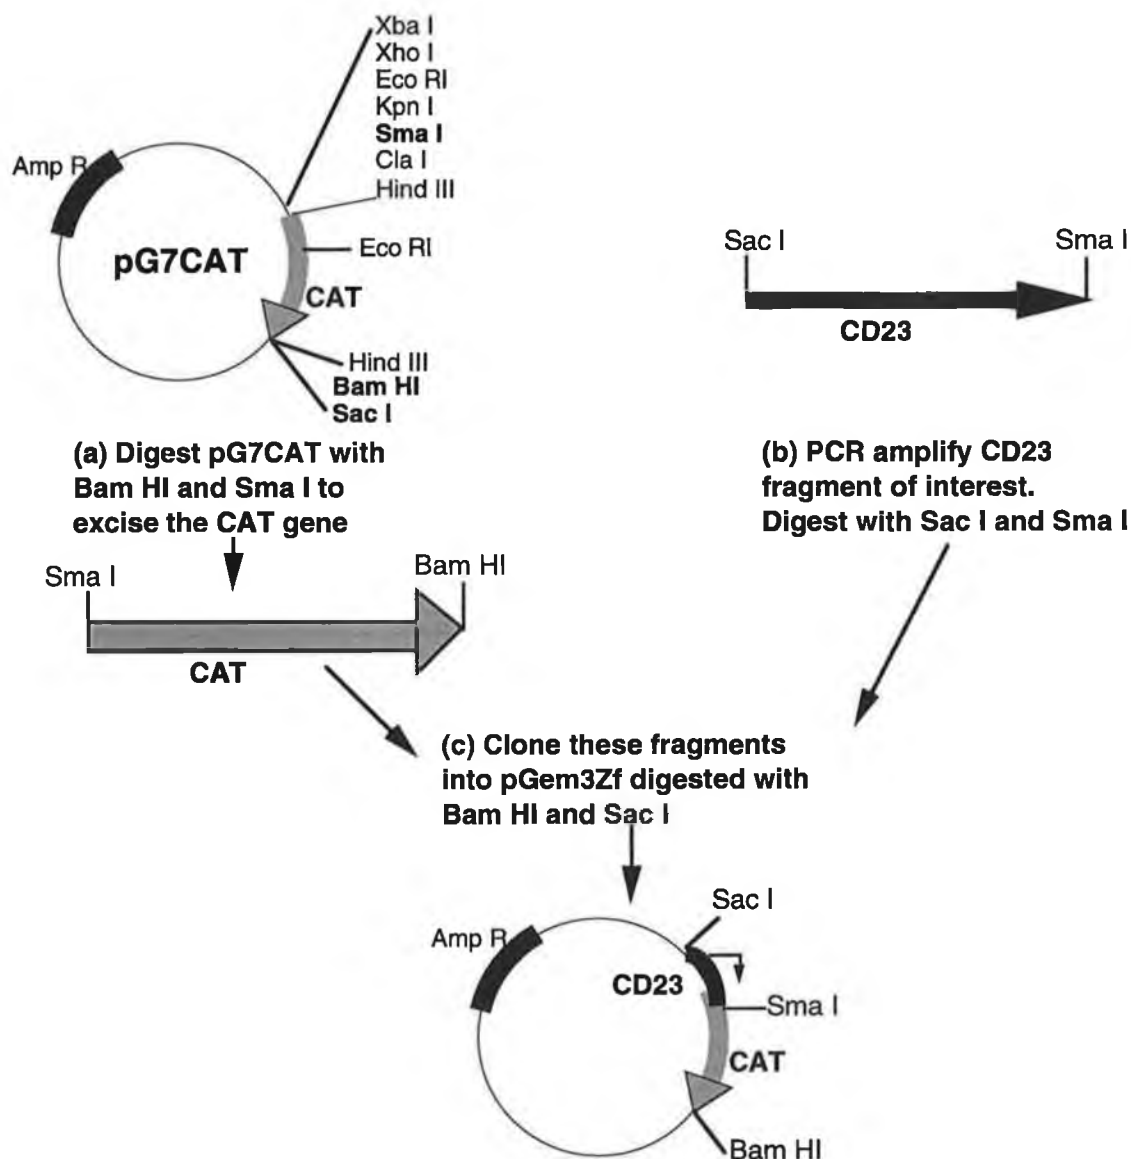 Xba I
Xho I
Eco RI
Kpn I
Sma I
Cla I
Hind III
Amp R
pG7CAT
Eco RI
CAT
Hind III
Bam HI
Sac I
Sac I
Sma I
CD23
(a) Digest pG7CAT with
Bam HI and Sma I to
excise the CAT gene
(b) PCR amplify CD23
fragment of interest.
Digest with Sac I and Sma I
Sma I
Bam HI
CAT
(c) Clone these fragments
into pGem3Zf digested with
Bam HI and Sac I
Sac I
Amp R
CD23
Sma I
CAT
Bam HI